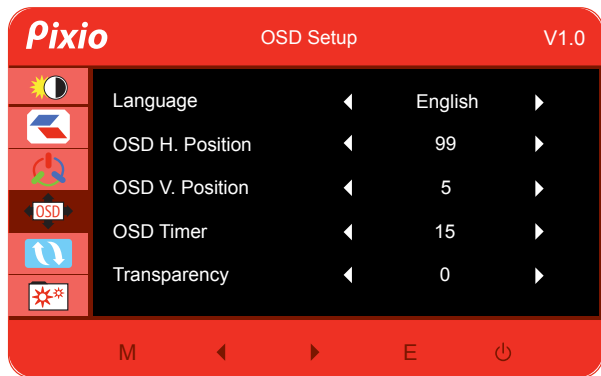 Pixio OSD Setup V1.0
Language English
OSD H. Position 99
OSD V. Position 5
OSD
OSD Timer 15
Transparency 0
M E